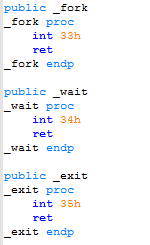 public _fork
_fork proc
int 33h
ret
_fork endp
public _wait
_wait proc
int 34h
ret
_wait endp
public _exit
_exit proc
int 35h
ret
_exit endp